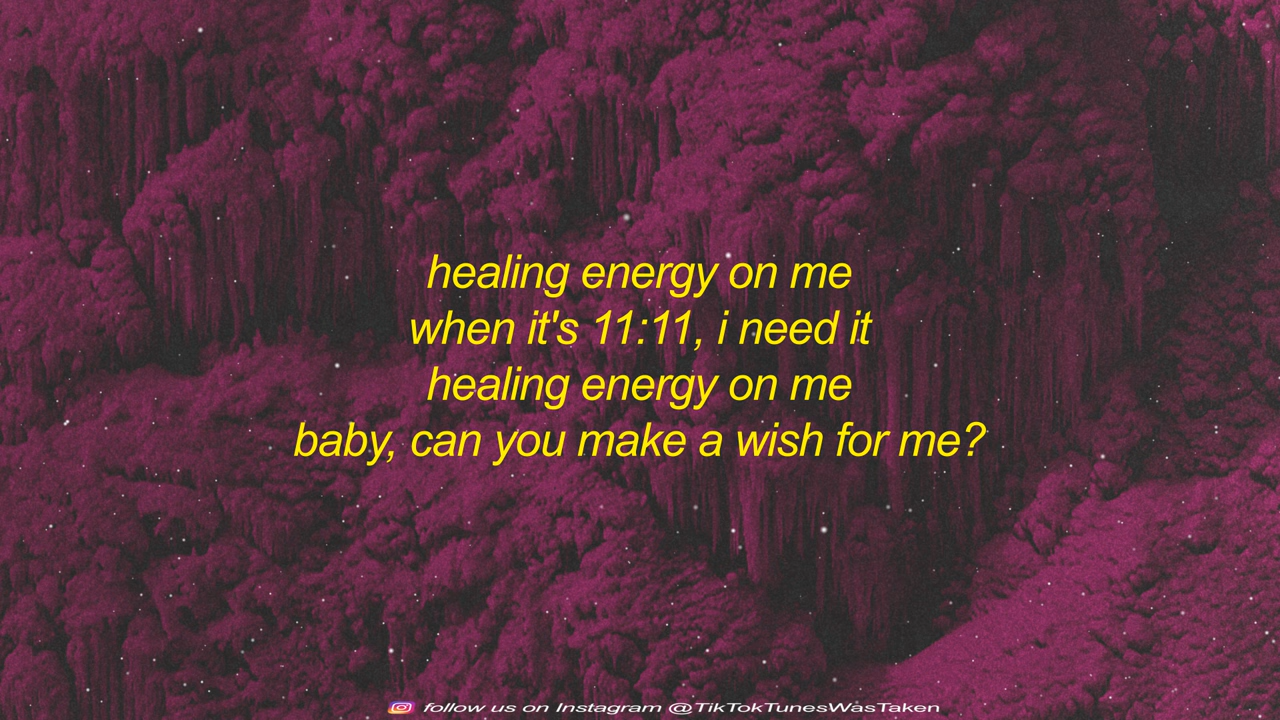 healing energy on me
when it's 11:11, i need it
healing energy on me
baby, can you make a wish for me?
follow us on Instagram @TikTokTunesWasTaken